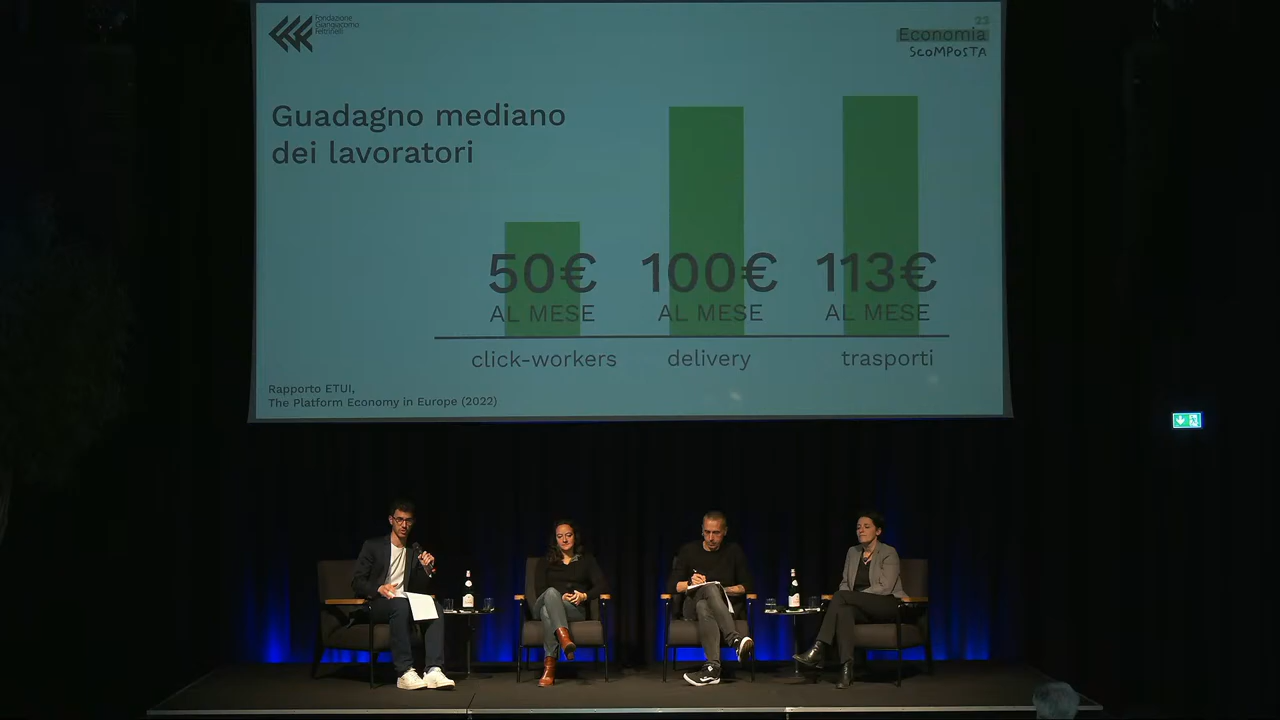 Fondazione
Giangiacomo
Feltrinelli
23
Economia
SCOMPOSTA
Guadagno mediano
dei lavoratori
50€
AL MESE
100€
AL MESE
113€
AL MESE
click-workers
delivery
trasporti
Rapporto ETUI,
The Platform Economy in Europe (2022)